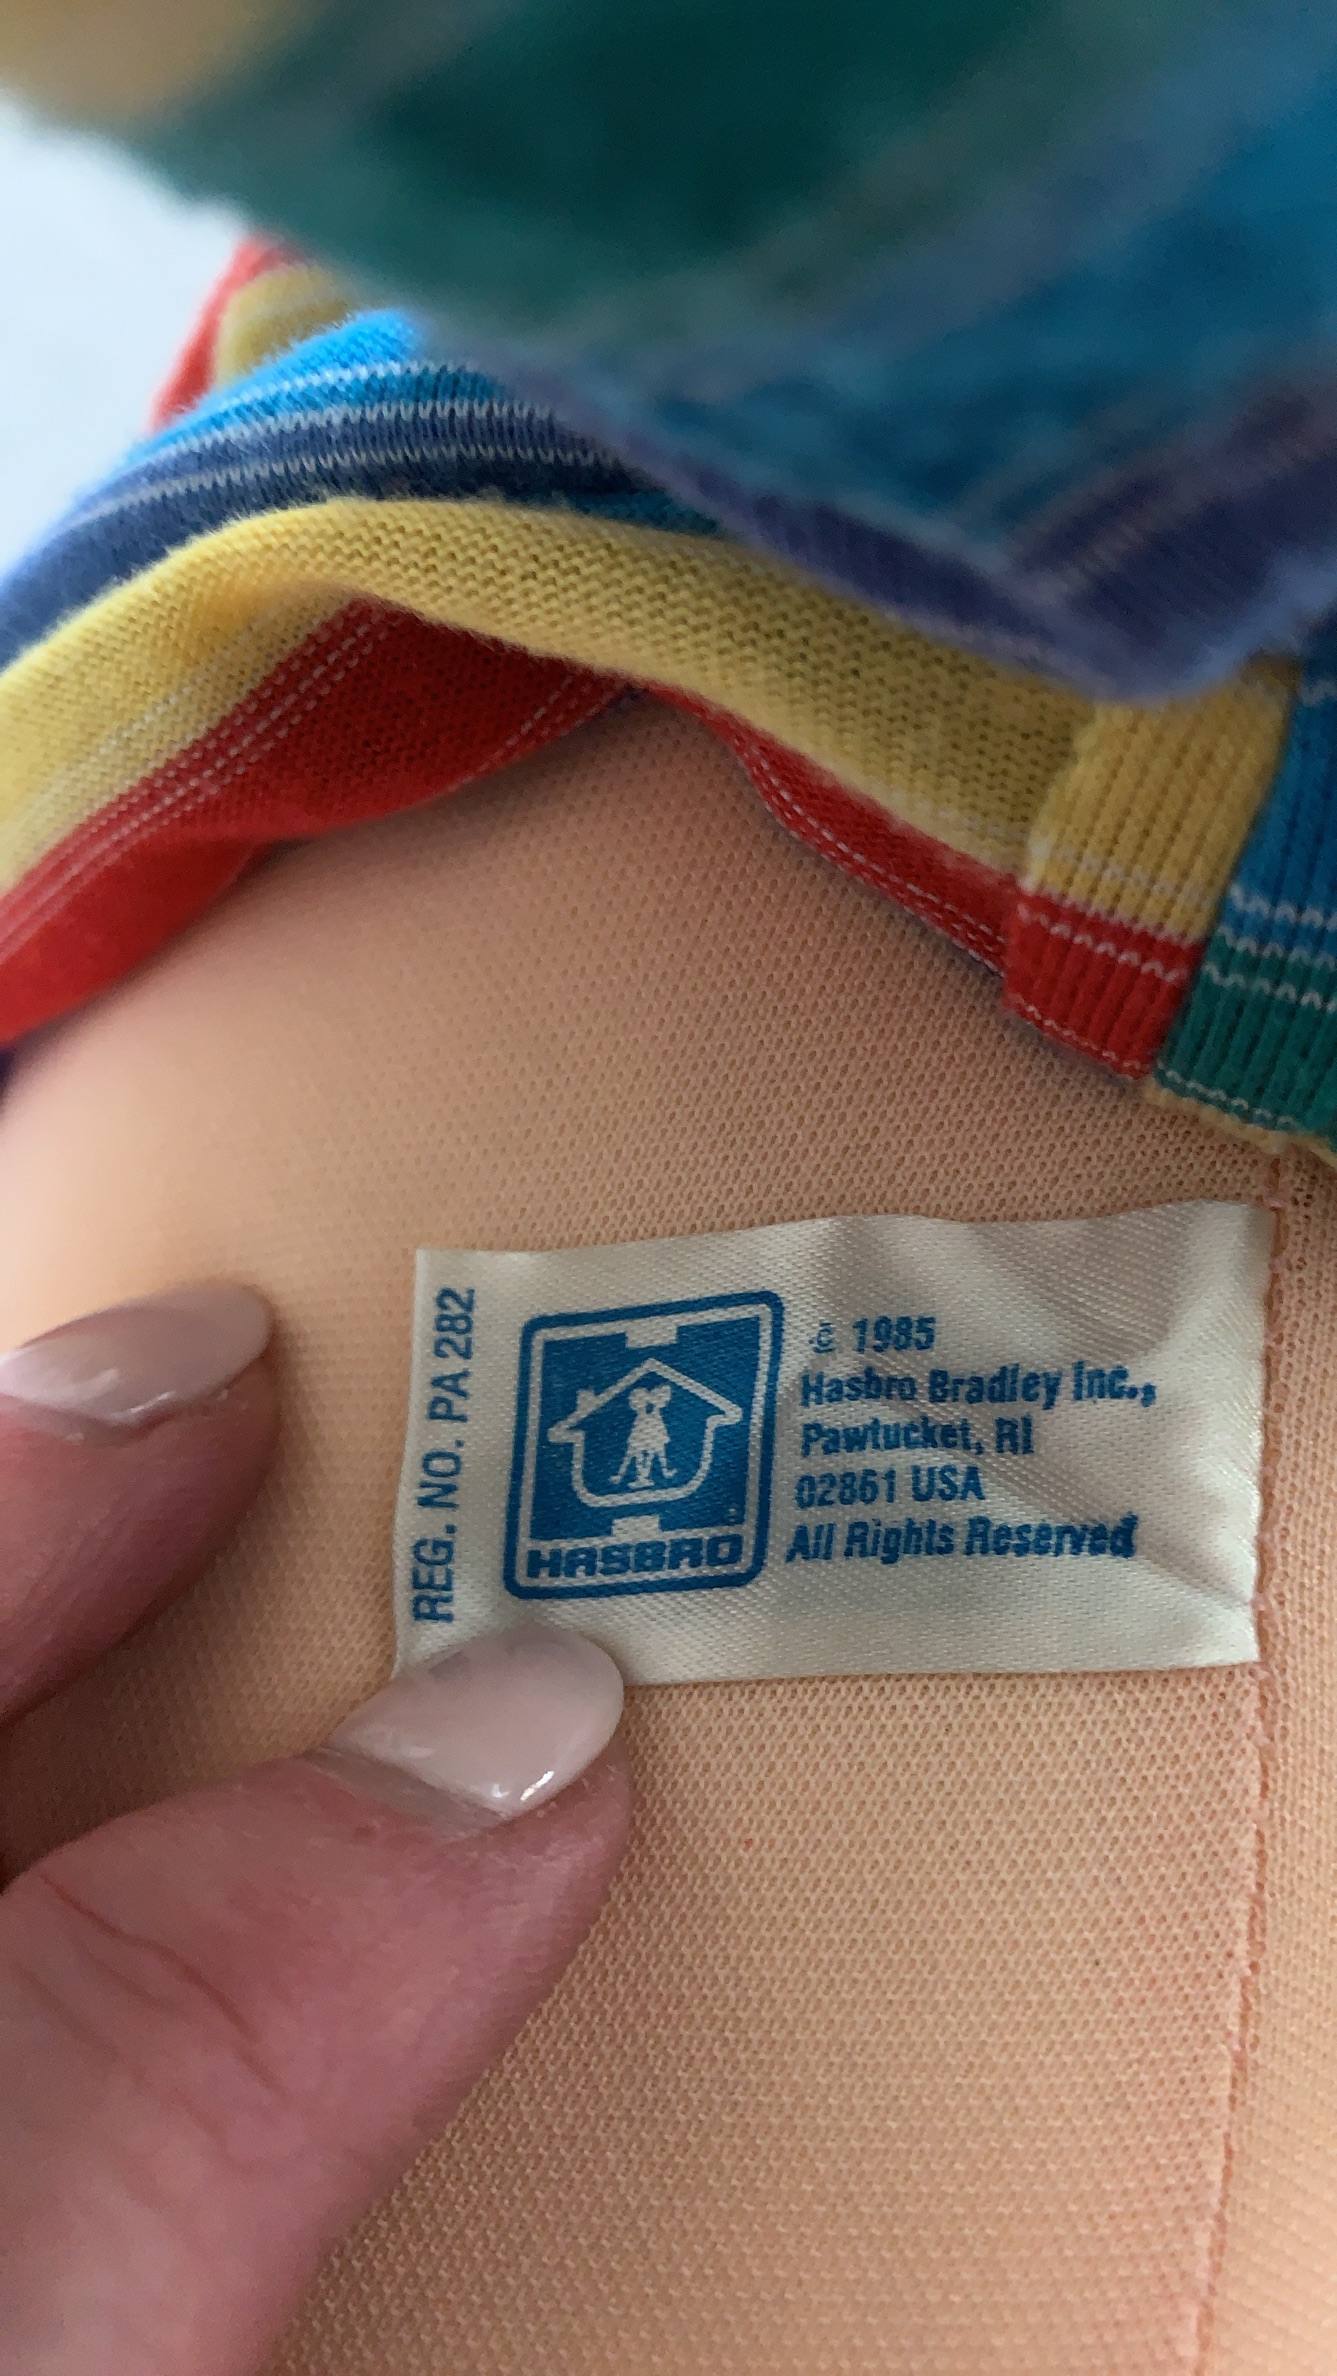 REG. NO. PA 282
HASBRO
© 1985
Hasbro Bradley Inc.,
Pawtucket, RI
02861 USA
All Rights Reserved